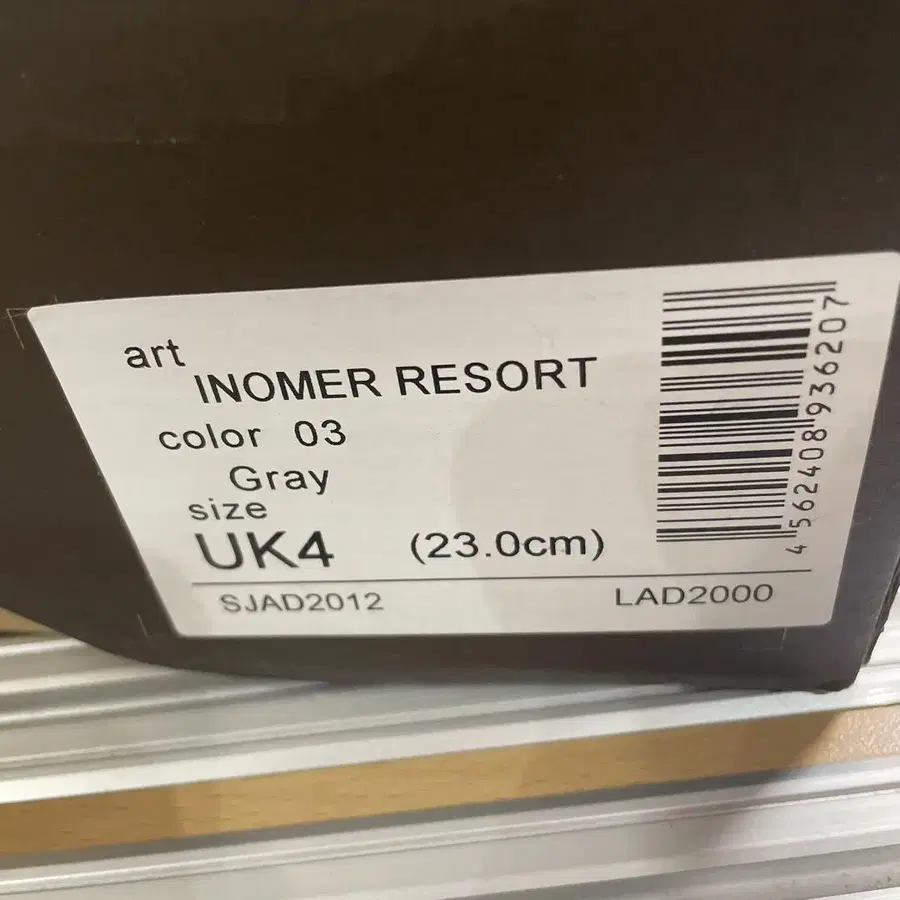 art
INOMER RESORT
color 03
Gray
size
UK4 (23.0cm)
SJAD2012 LAD2000
4562408936207